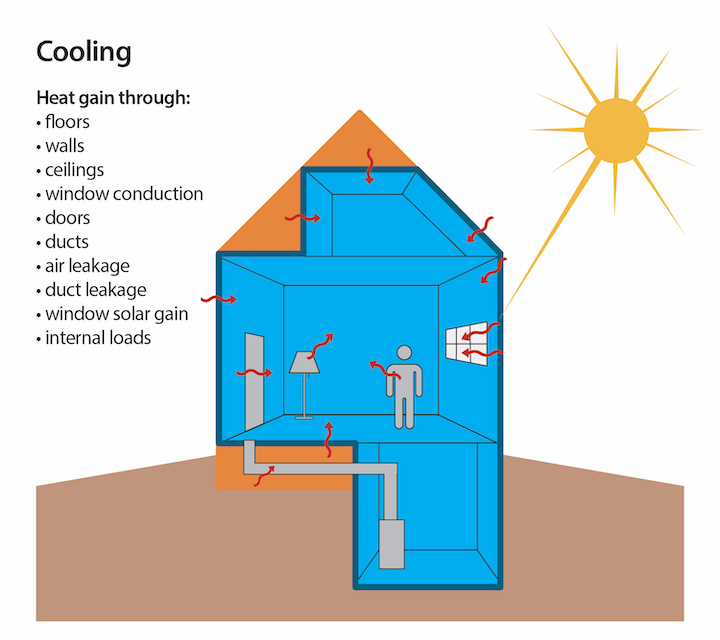 Cooling
Heat gain through:
• floors
• walls
• ceilings
• window conduction
• doors
• ducts
• air leakage
• duct leakage
• window solar gain
• internal loads